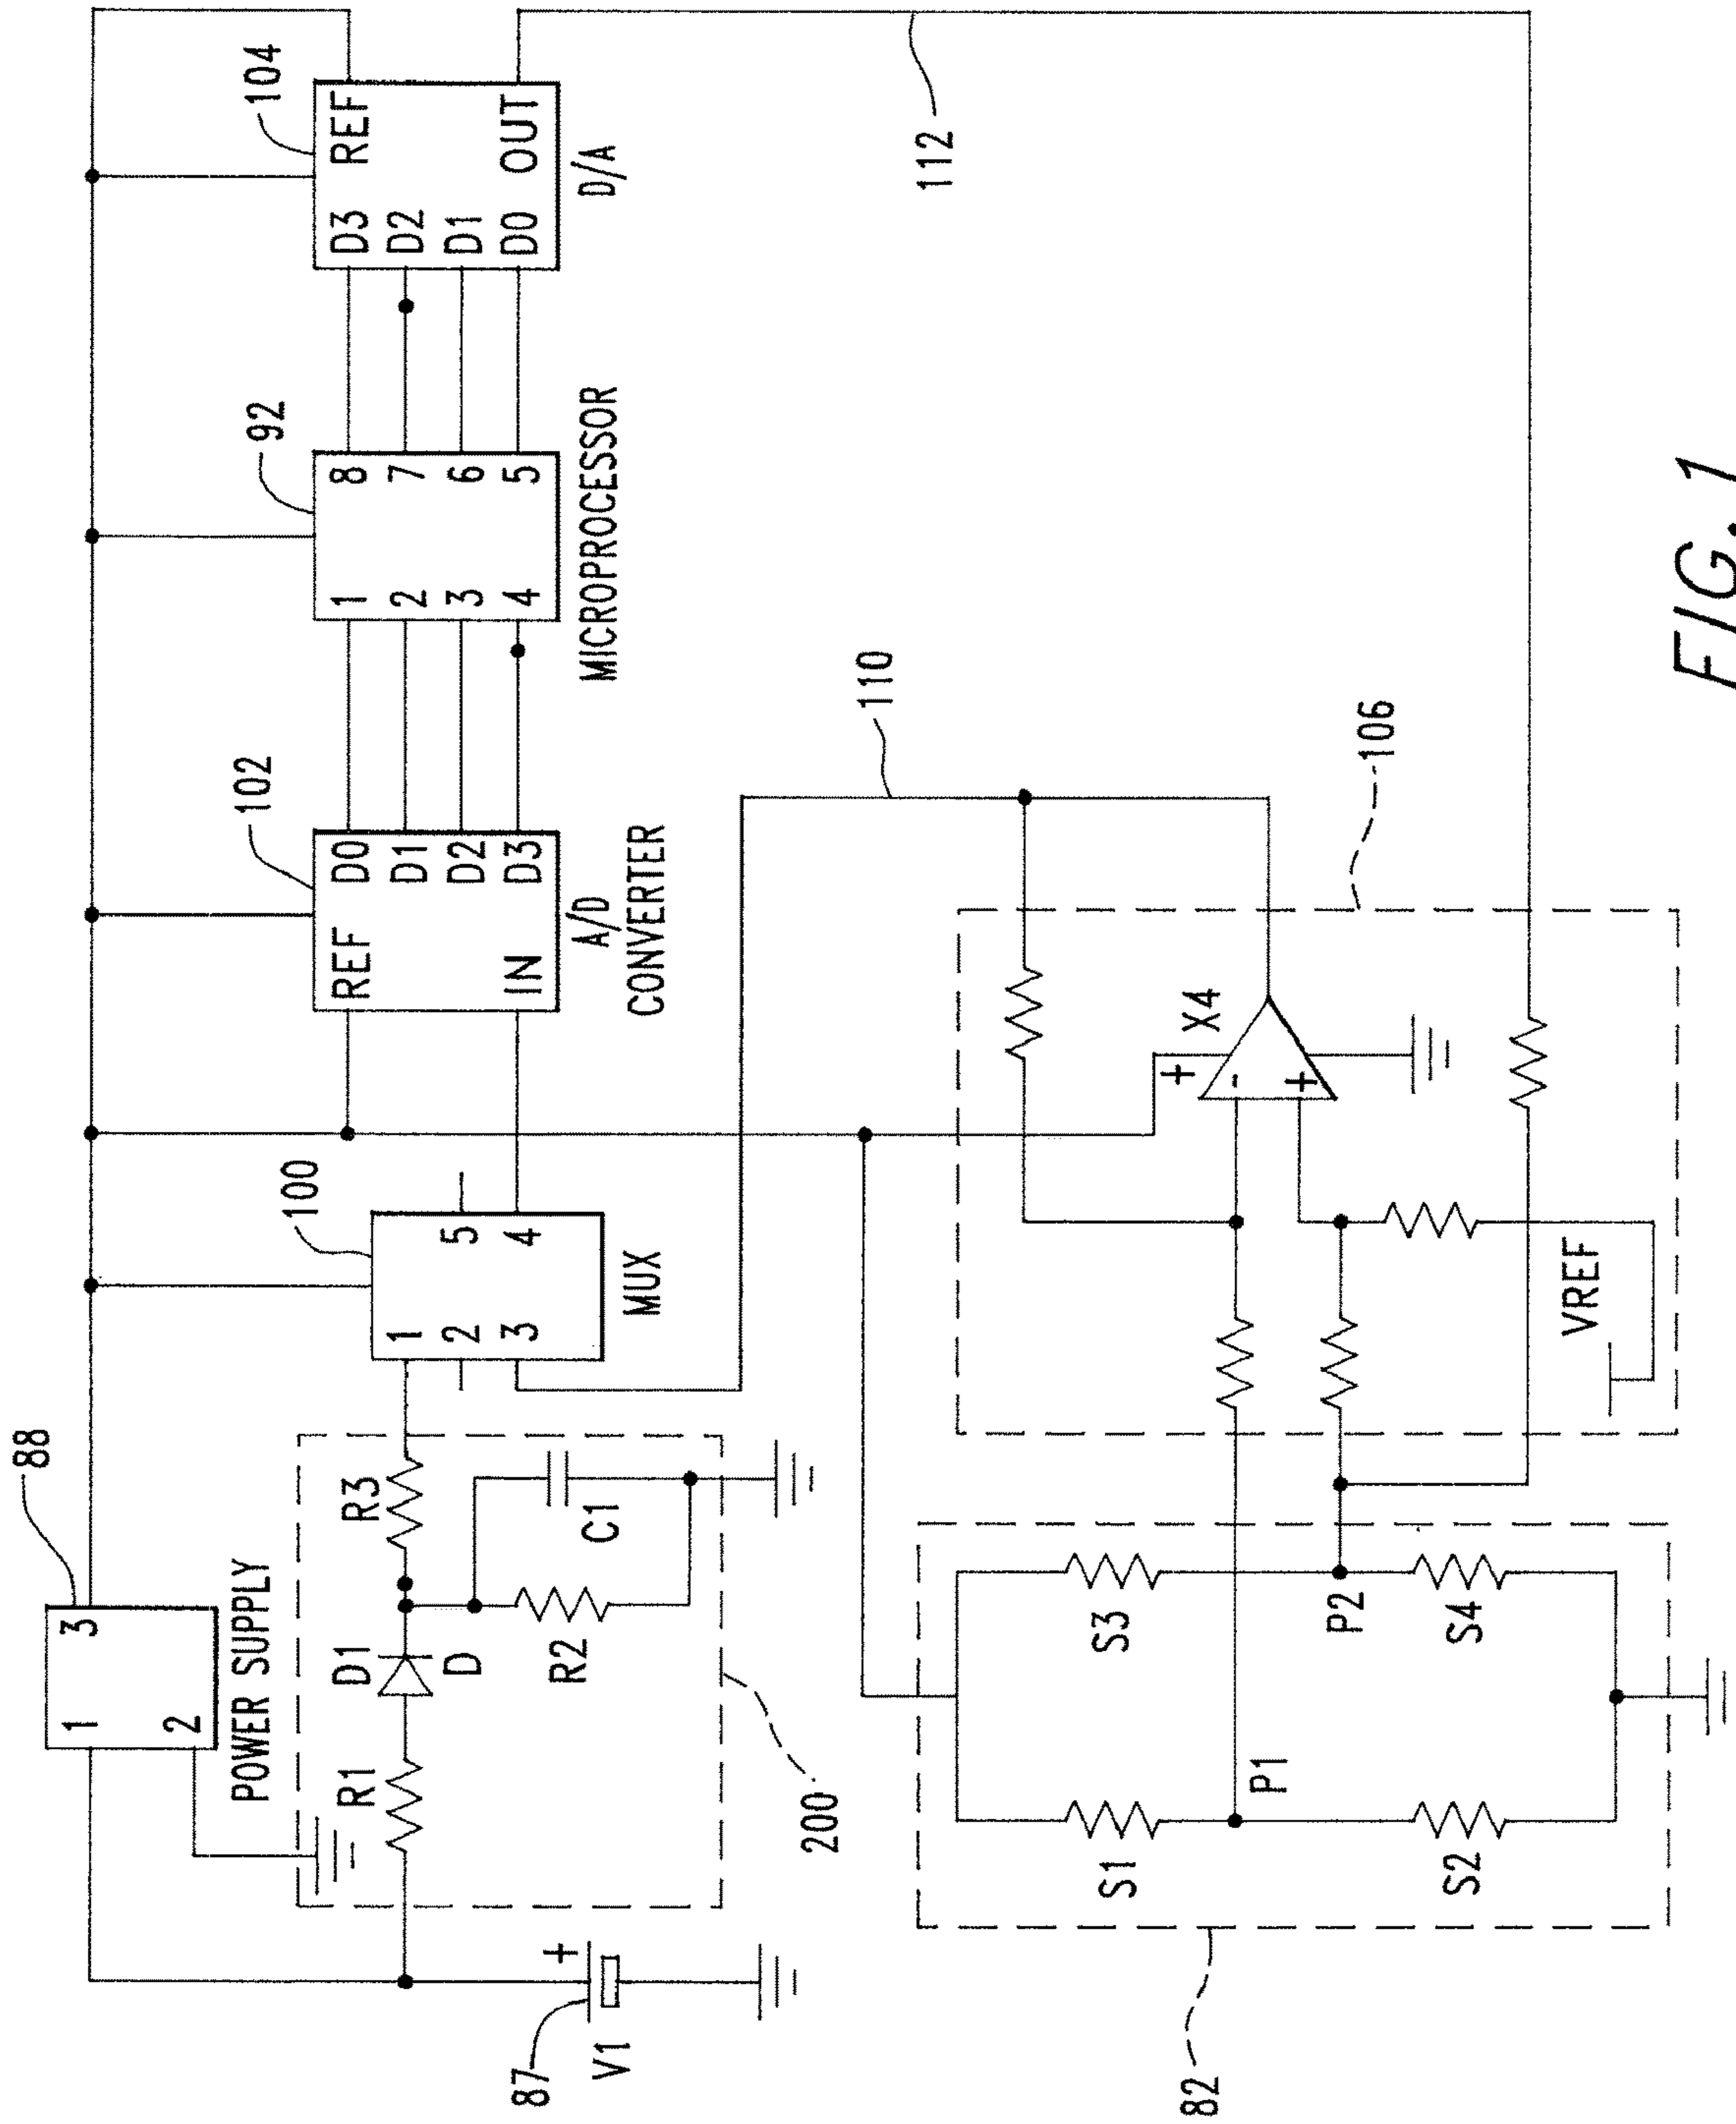 88
1
3
2
POWER SUPPLY
87
+
V1
R1
D1
D
R3
R2
C1
200
100
1
2
3
5
4
MUX
102
REF
IN
D0
D1
D2
D3
A/D
CONVERTER
92
1
2
3
4
8
7
6
5
MICROPROCESSOR
104
D3
D2
D1
D0
REF
OUT
D/A
112
110
82
S1
S2
S3
S4
P1
P2
106
X4
+
-
+
VREF
FIG. 1